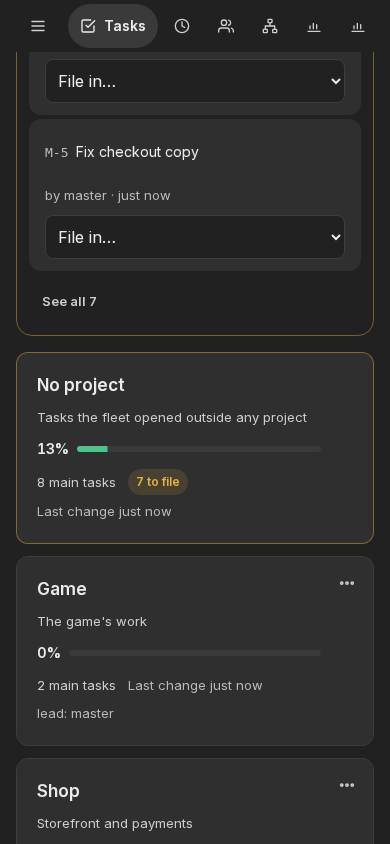 Tasks
File in...
M-5 Fix checkout copy
by master · just now
File in...
See all 7
No project
Tasks the fleet opened outside any project
13%
8 main tasks 7 to file
Last change just now
Game
The game's work
0%
2 main tasks Last change just now
lead: master
Shop
Storefront and payments